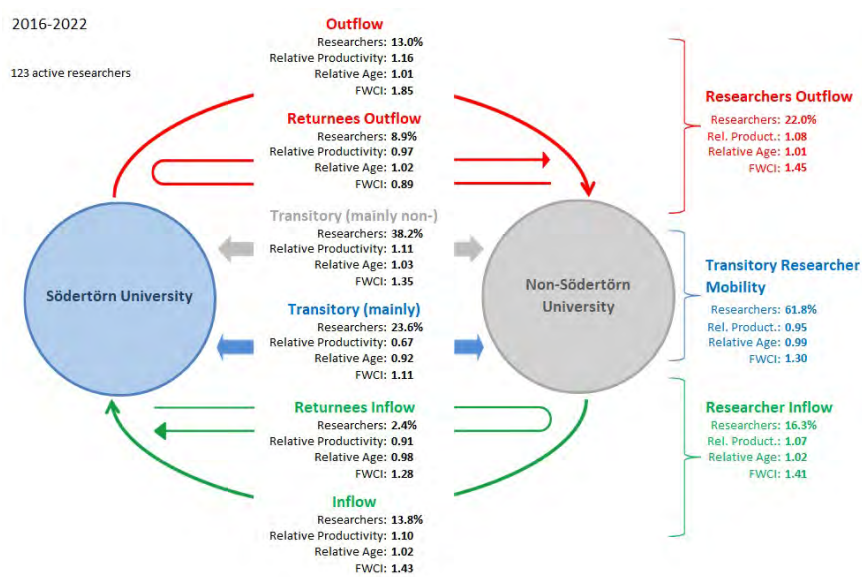 2016-2022
123 active researchers
Outflow
Researchers: 13.0%
Relative Productivity: 1.16
Relative Age: 1.01
FWCI: 1.85
Returnees Outflow
Researchers: 8.9%
Relative Productivity: 0.97
Relative Age: 1.02
FWCI: 0.89
Transitory (mainly non-)
Researchers: 38.2%
Relative Productivity: 1.11
Relative Age: 1.03
FWCI: 1.35
Södertörn University
Non-Södertörn
University
Transitory (mainly)
Researchers: 23.6%
Relative Productivity: 0.67
Relative Age: 0.92
FWCI: 1.11
Returnees Inflow
Researchers: 2.4%
Relative Productivity: 0.91
Relative Age: 0.98
FWCI: 1.28
Inflow
Researchers: 13.8%
Relative Productivity: 1.10
Relative Age: 1.02
FWCI: 1.43
Researchers Outflow
Researchers: 22.0%
Rel. Product.: 1.08
Relative Age: 1.01
FWCI: 1.45
Transitory Researcher
Mobility
Researchers: 61.8%
Rel. Product.: 0.95
Relative Age: 0.99
FWCI: 1.30
Researcher Inflow
Researchers: 16.3%
Rel. Product.: 1.07
Relative Age: 1.02
FWCI: 1.41